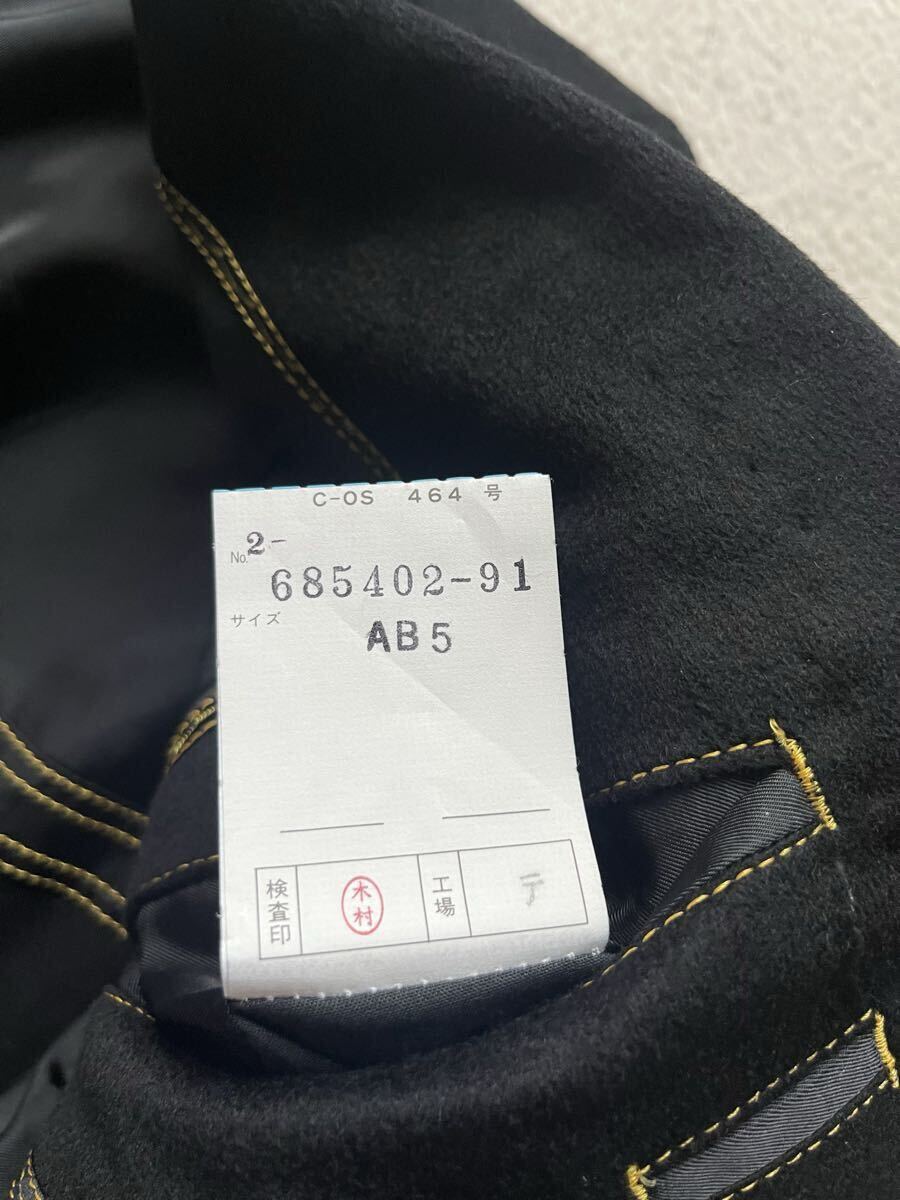 C-OS 464 号
No. 2-
685402-91
サイズ
AB5
検査印 木村 工場 テ